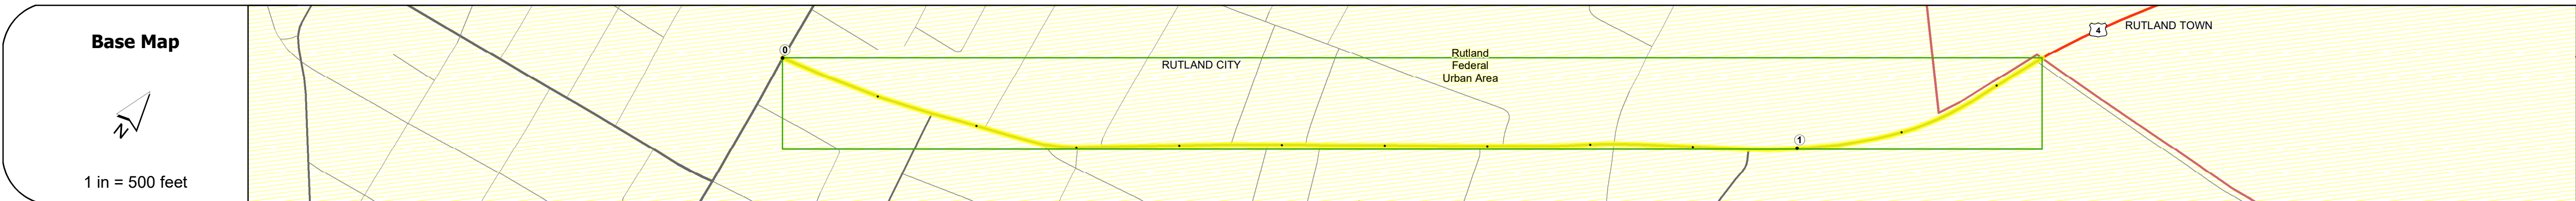 Base Map
N
1 in = 500 feet
0
RUTLAND CITY
Rutland
Federal
Urban Area
1
4
RUTLAND TOWN